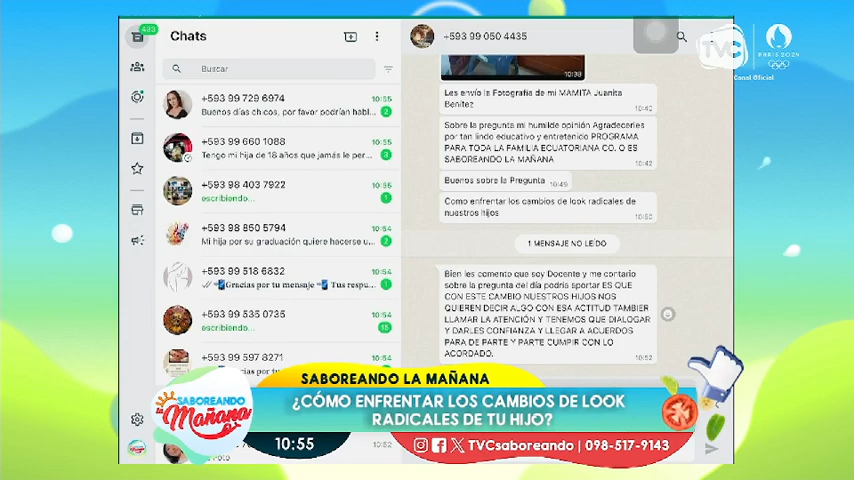 433
Chats
Buscar
+593 99 729 6974
10:55
Buenos días chicos, por favor podrían habl...
2
+593 99 660 1088
10:55
Tengo mi hija de 18 años que jamás le per...
3
+593 98 403 7922
10:55
escribiendo...
1
+593 98 850 5794
10:54
Mi hija por su graduación quiere hacerse u...
2
+593 99 518 6832
10:54
Gracias por tu mensaje
Tus respu...
1
+593 99 535 0735
10:54
escribiendo...
15
+593 99 597 8271
+593 99 050 4435
10:38
Les envío la Fotografía de mi MAMITA Juanita
Benítez
10:40
Sobre la pregunta mi humilde opinión Agradecerles
por tan lindo educativo y entretenido PROGRAMA
PARA TODA LA FAMILIA ECUATORIANA CO. O ES
SABOREANDO LA MAÑANA
10:42
Buenos sobre la Pregunta
10:49
Como enfrentar los cambios de look radicales de
nuestros hijos
10:50
1 MENSAJE NO LEÍDO
Bien les comento que soy Docente y me contario
sobre la pregunta del día podría sportar ES QUE
CON ESTE CAMBIO NUESTROS HIJOS NOS
QUIEREN DECIR ALGO CON ESA ACTITUD TAMBIER
LLAMAR LA ATENCIÓN Y TENEMOS QUE DIALOGAR
Y DARLES CONFIANZA Y LLEGAR A ACUERDOS
PARA DE PARTE Y PARTE CUMPIR CON LO
ACORDADO.
10:52
TVC
PARIS 2024
Canal Oficial
SABOREANDO LA MAÑANA
SABOREANDO
la Mañana
¿CÓMO ENFRENTAR LOS CAMBIOS DE LOOK
RADICALES DE TU HIJO?
10:55
TVCsaboreando | 098-517-9143
10:52
Foto